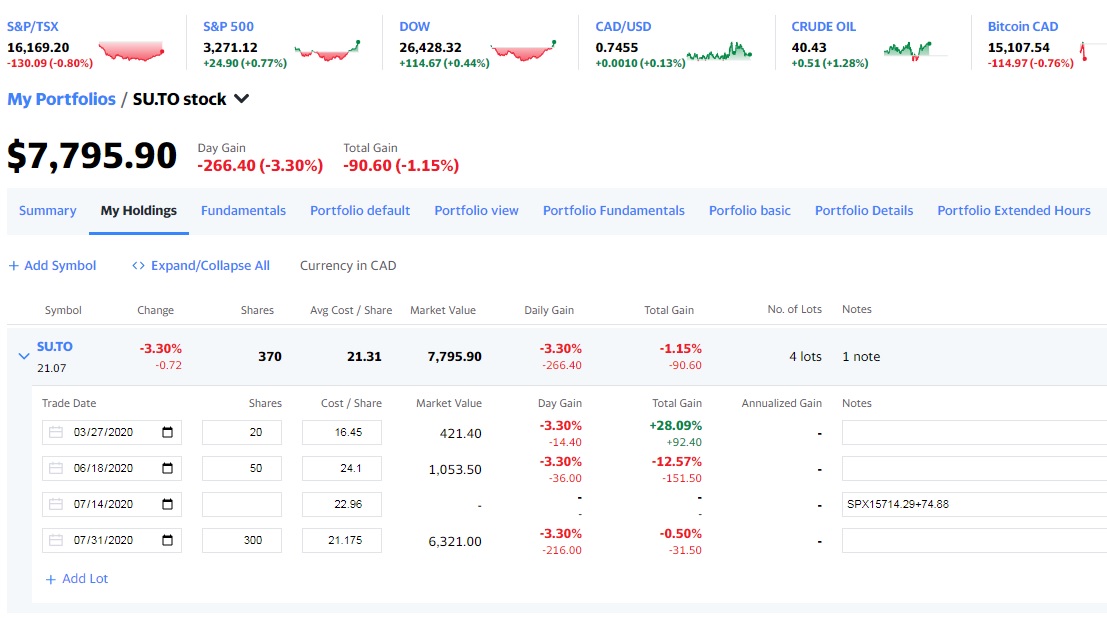 S&P/TSX S&P 500 DOW CAD/USD CRUDE OIL Bitcoin CAD
16,169.20 3,271.12 26,428.32 0.7455 40.43 15,107.54
-130.09 (-0.80%) +24.90 (+0.77%) +114.67 (+0.44%) +0.0010 (+0.13%) +0.51 (+1.28%) -114.97 (-0.76%)
My Portfolios / SU.TO stock
$7,795.90
Day Gain Total Gain
-266.40 (-3.30%) -90.60 (-1.15%)
Summary My Holdings Fundamentals Portfolio default Portfolio view Portfolio Fundamentals Porfolio basic Portfolio Details Portfolio Extended Hours
+ Add Symbol <> Expand/Collapse All Currency in CAD
Symbol Change Shares Avg Cost / Share Market Value Daily Gain Total Gain No. of Lots Notes
SU.TO -3.30% 370 21.31 7,795.90 -3.30% -1.15% 4 lots 1 note
21.07 -0.72 -266.40 -90.60
Trade Date Shares Cost / Share Market Value Day Gain Total Gain Annualized Gain Notes
03/27/2020 20 16.45 421.40 -3.30% +28.09% -
-14.40 +92.40
06/18/2020 50 24.1 1,053.50 -3.30% -12.57% -
-36.00 -151.50
07/14/2020 22.96 - - - - SPX15714.29+74.88
- -
07/31/2020 300 21.175 6,321.00 -3.30% -0.50% -
-216.00 -31.50
+ Add Lot